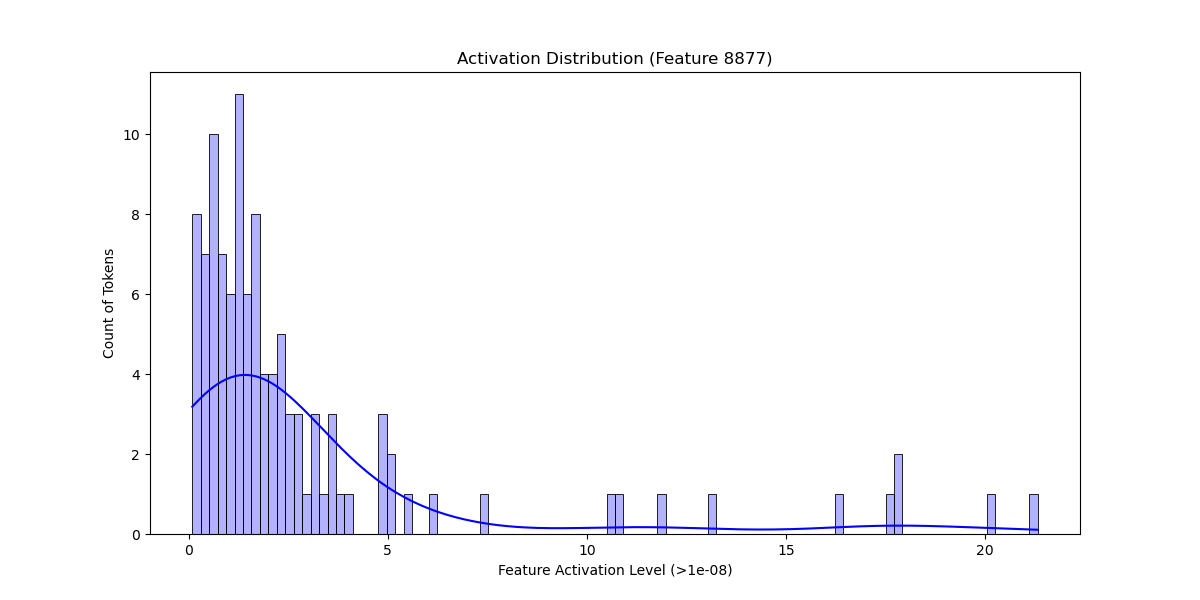 Activation Distribution (Feature 8877)
Count of Tokens
10
8
6
4
2
0
0 5 10 15 20
Feature Activation Level (>1e-08)